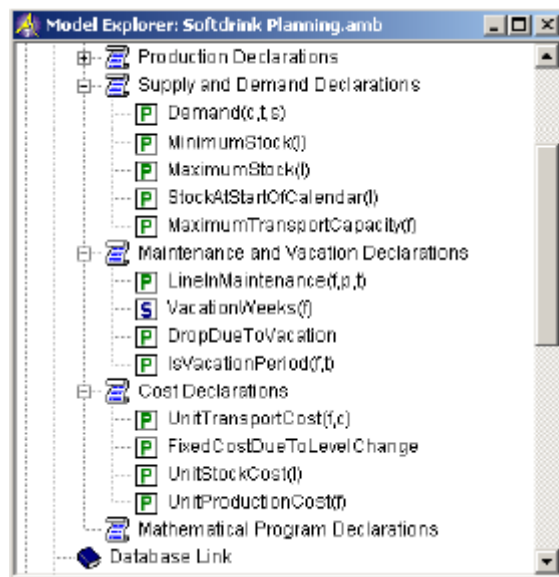 Model Explorer: Softdrink Planning.amb
Production Declarations
Supply and Demand Declarations
P Demand(c,t,s)
P MinimumStock(l)
P MaximumStock(l)
P StockAtStartOfCalendar(l)
P MaximumTransportCapacity(f)
Maintenance and Vacation Declarations
P LineInMaintenance(f,p,t)
S VacationWeeks(f)
P DropDueToVacation
P IsVacationPeriod(f,t)
Cost Declarations
P UnitTransportCost(f,c)
P FixedCostDueToLevelChange
P UnitStockCost(l)
P UnitProductionCost(f)
Mathematical Program Declarations
Database Link